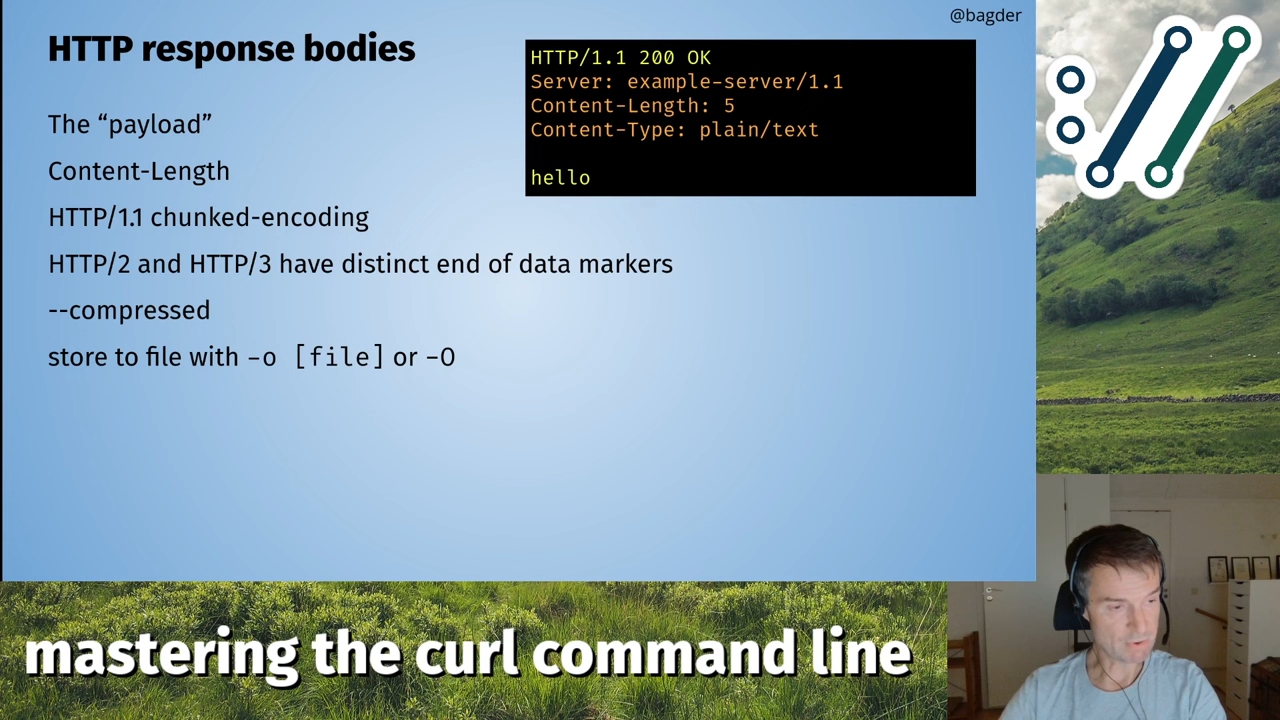 @bagder
HTTP response bodies
HTTP/1.1 200 OK
Server: example-server/1.1
Content-Length: 5
Content-Type: plain/text
hello
The “payload”
Content-Length
HTTP/1.1 chunked-encoding
HTTP/2 and HTTP/3 have distinct end of data markers
--compressed
store to file with -o [file] or -O
mastering the curl command line